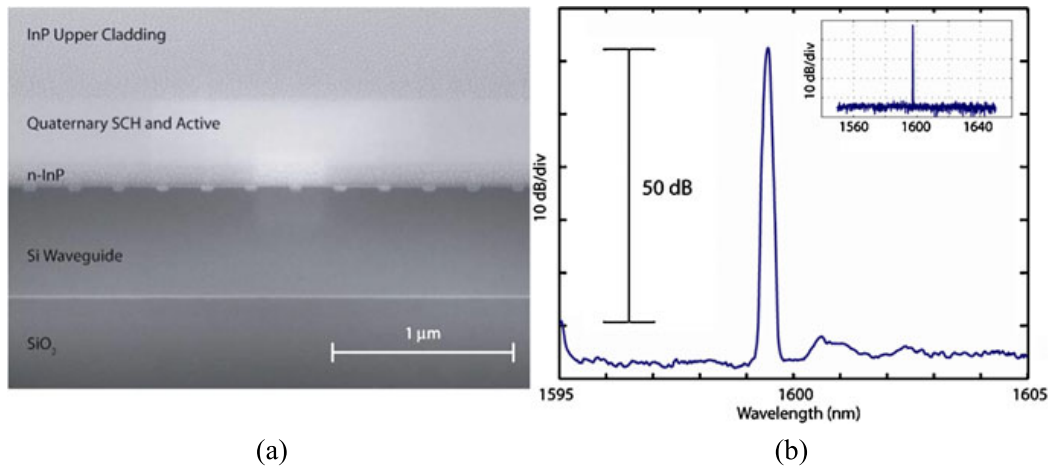 InP Upper Cladding
Quaternary SCH and Active
n-InP
Si Waveguide
1 μm
SiO₂
(a)
10 dB/div
50 dB
10 dB/div
1560 1600 1640
1595 1600 1605
Wavelength (nm)
(b)